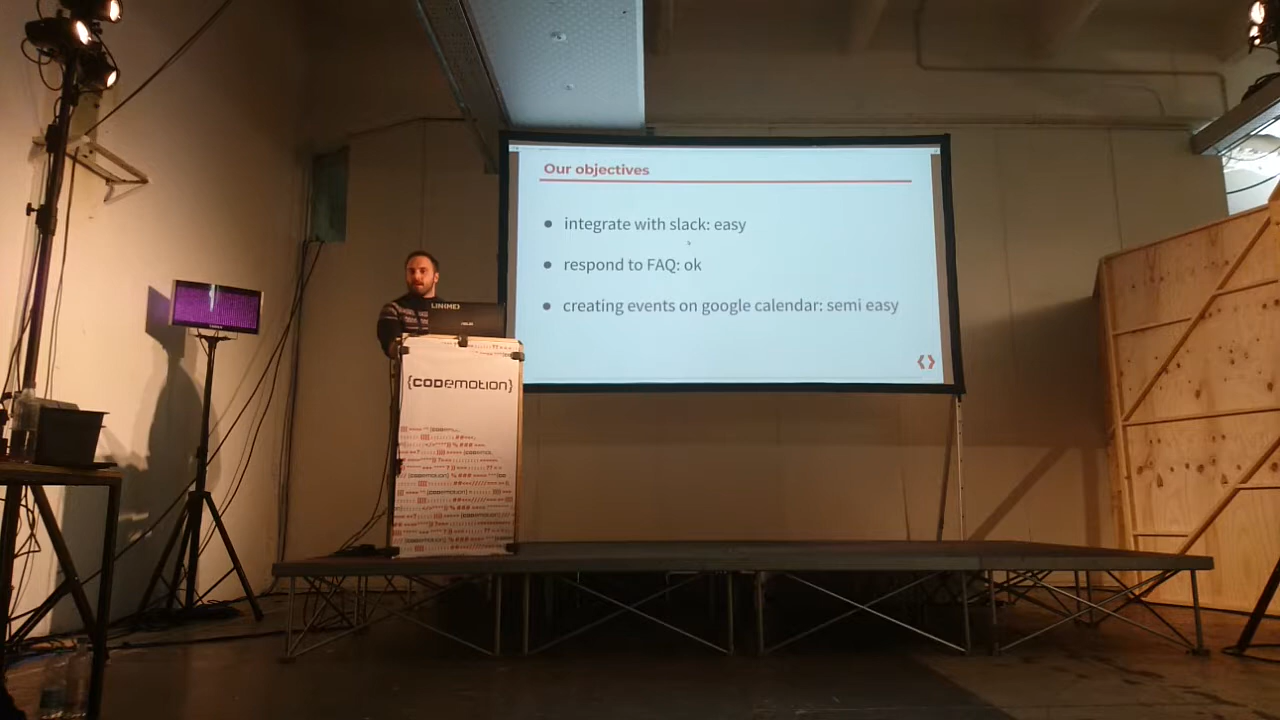 Our objectives
● integrate with slack: easy
● respond to FAQ: ok
● creating events on google calendar: semi easy
{CODEMOTION}